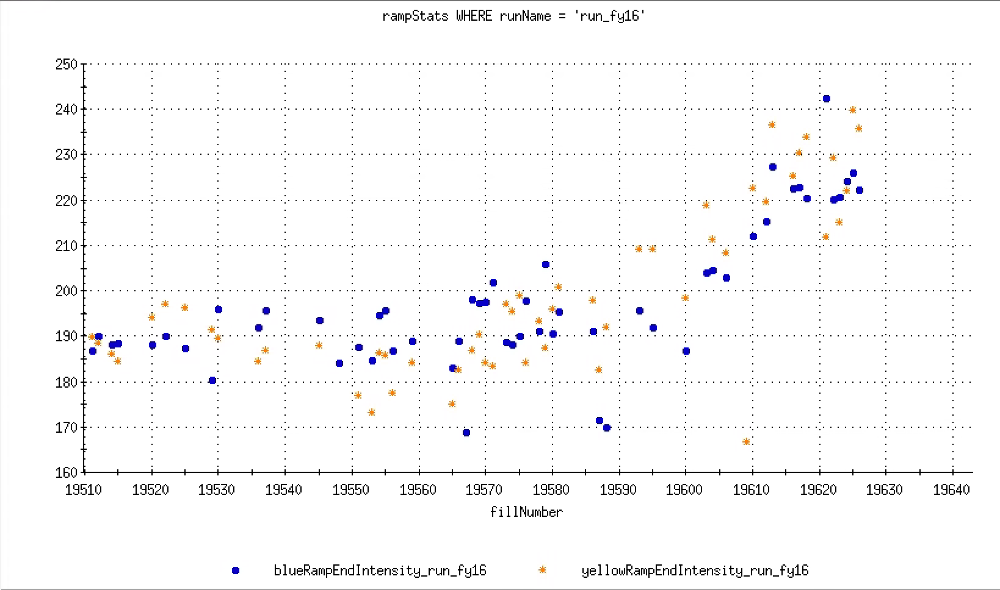 rampStats WHERE runName = 'run_fy16'
250
240
230
220
210
200
190
180
170
160
19510 19520 19530 19540 19550 19560 19570 19580 19590 19600 19610 19620 19630 19640
fillNumber
blueRampEndIntensity_run_fy16 yellowRampEndIntensity_run_fy16